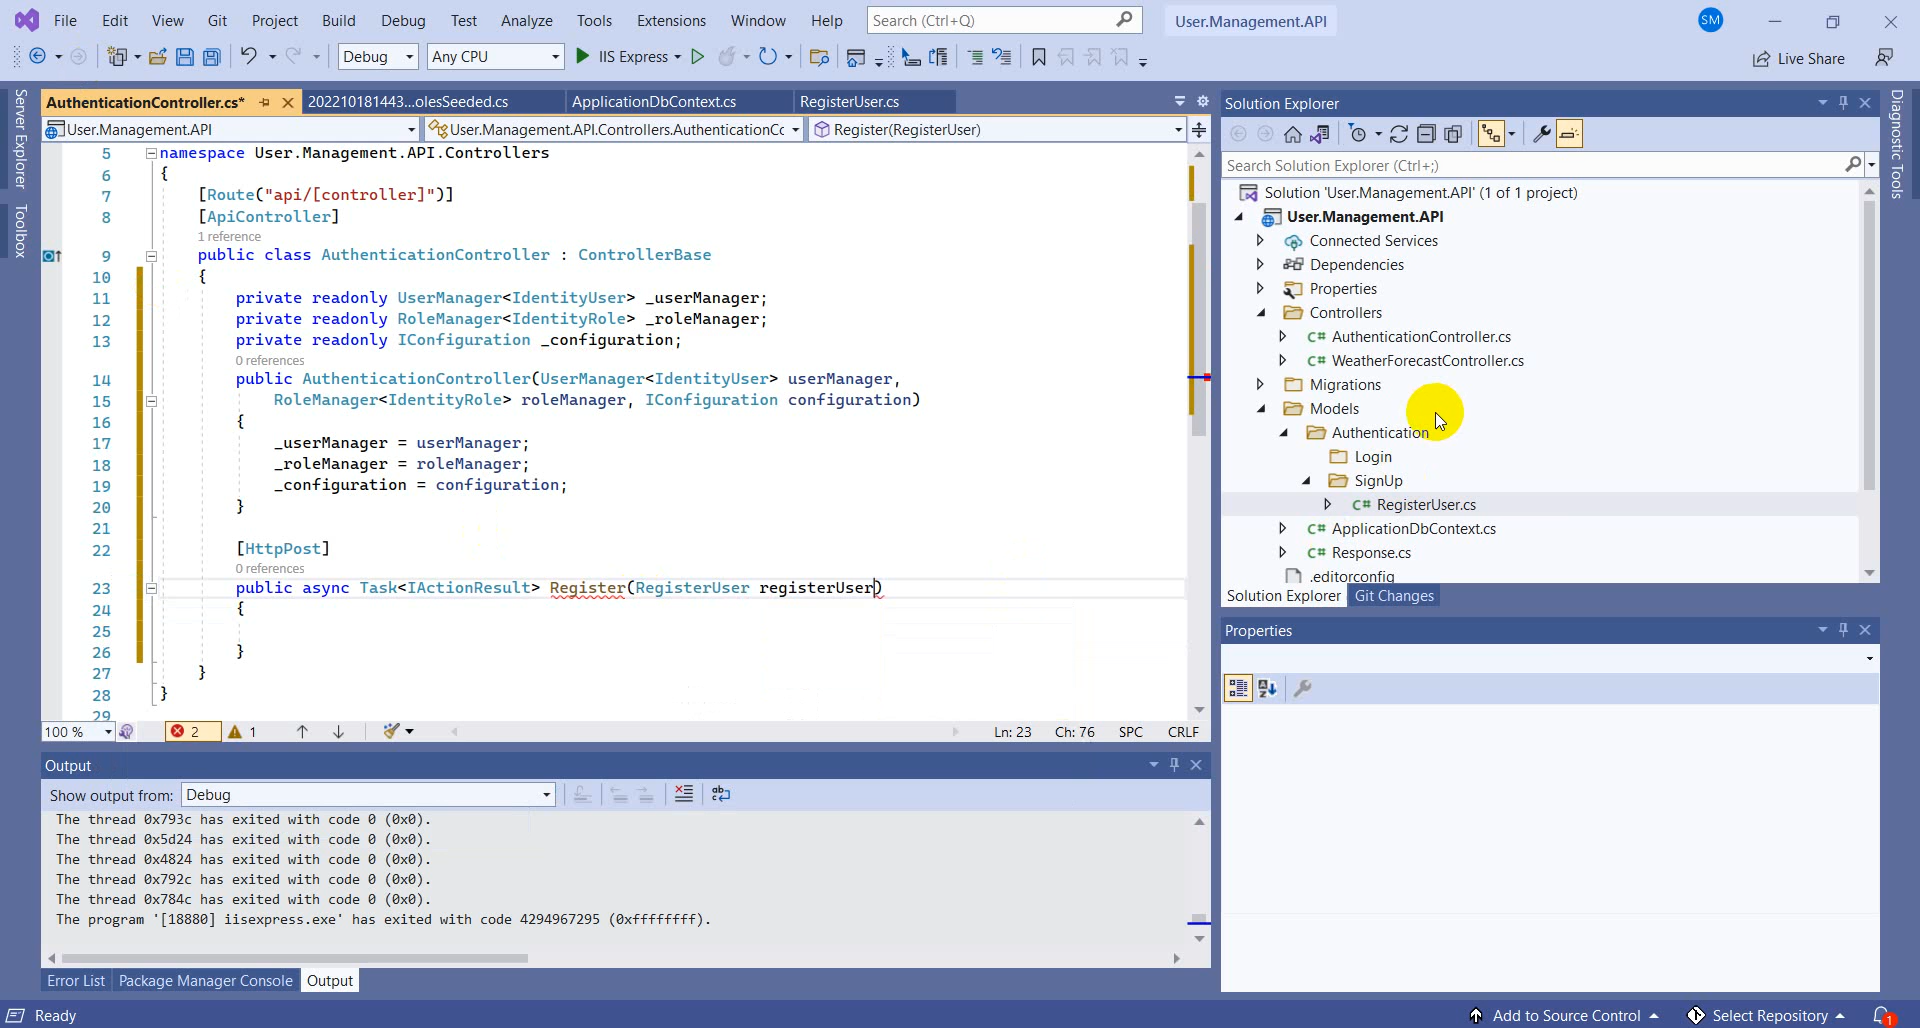 File Edit View Git Project Build Debug Test Analyze Tools Extensions Window Help Search (Ctrl+Q) User.Management.API SM
Debug Any CPU IIS Express Live Share
Server Explorer
Toolbox
AuthenticationController.cs* 202210181443...olesSeeded.cs ApplicationDbContext.cs RegisterUser.cs
User.Management.API User.Management.API.Controllers.AuthenticationCc Register(RegisterUser)
5 namespace User.Management.API.Controllers
6 {
7 [Route("api/[controller]")]
8 [ApiController]
1 reference
9 public class AuthenticationController : ControllerBase
10 {
11 private readonly UserManager<IdentityUser> _userManager;
12 private readonly RoleManager<IdentityRole> _roleManager;
13 private readonly IConfiguration _configuration;
0 references
14 public AuthenticationController(UserManager<IdentityUser> userManager,
15 RoleManager<IdentityRole> roleManager, IConfiguration configuration)
16 {
17 _userManager = userManager;
18 _roleManager = roleManager;
19 _configuration = configuration;
20 }
21
22 [HttpPost]
0 references
23 public async Task<IActionResult> Register(RegisterUser registerUser)
24 {
25
26 }
27 }
28 }
29
100 % 2 1 Ln: 23 Ch: 76 SPC CRLF
Output
Show output from: Debug
The thread 0x793c has exited with code 0 (0x0).
The thread 0x5d24 has exited with code 0 (0x0).
The thread 0x4824 has exited with code 0 (0x0).
The thread 0x792c has exited with code 0 (0x0).
The thread 0x784c has exited with code 0 (0x0).
The program '[18880] iisexpress.exe' has exited with code 4294967295 (0xffffffff).
Error List Package Manager Console Output
Solution Explorer
Search Solution Explorer (Ctrl+;)
Solution 'User.Management.API' (1 of 1 project)
User.Management.API
Connected Services
Dependencies
Properties
Controllers
C# AuthenticationController.cs
C# WeatherForecastController.cs
Migrations
Models
Authentication
Login
SignUp
C# RegisterUser.cs
C# ApplicationDbContext.cs
C# Response.cs
.editorconfig
Solution Explorer Git Changes
Properties
Diagnostic Tools
Ready Add to Source Control Select Repository 1